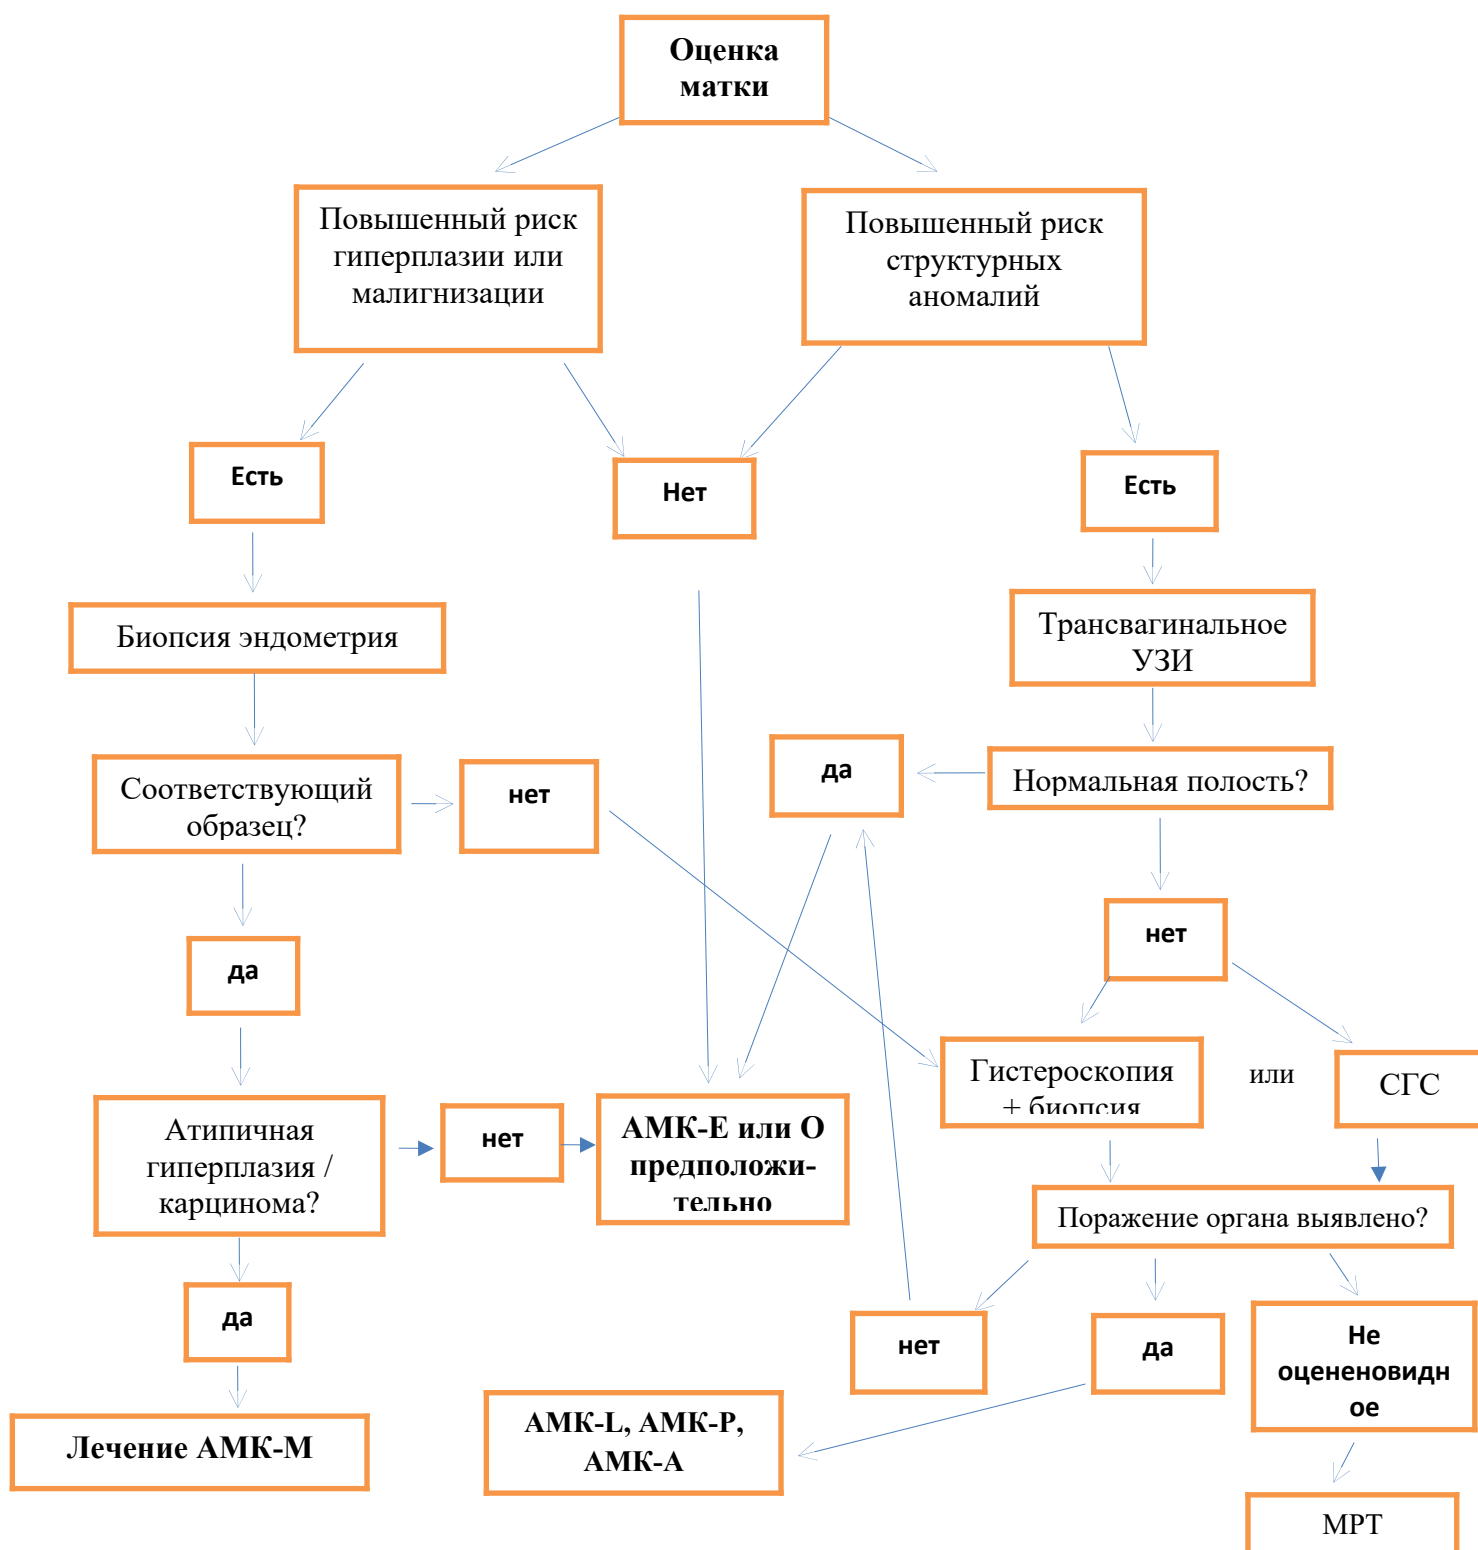 Оценка
матки
Повышенный риск
гиперплазии или
малигнизации
Повышенный риск
структурных
аномалий
Есть
Нет
Есть
Биопсия эндометрия
Трансвагинальное
УЗИ
Соответствующий
образец?
нет
да
Нормальная полость?
да
нет
Гистероскопия
+ биопсия
или
СГС
Атипичная
гиперплазия /
карцинома?
нет
АМК-Е или О
предположи-
тельно
Поражение органа выявлено?
да
нет
да
Не
оцененовидн
ое
Лечение АМК-М
АМК-L, АМК-Р,
АМК-А
МРТ